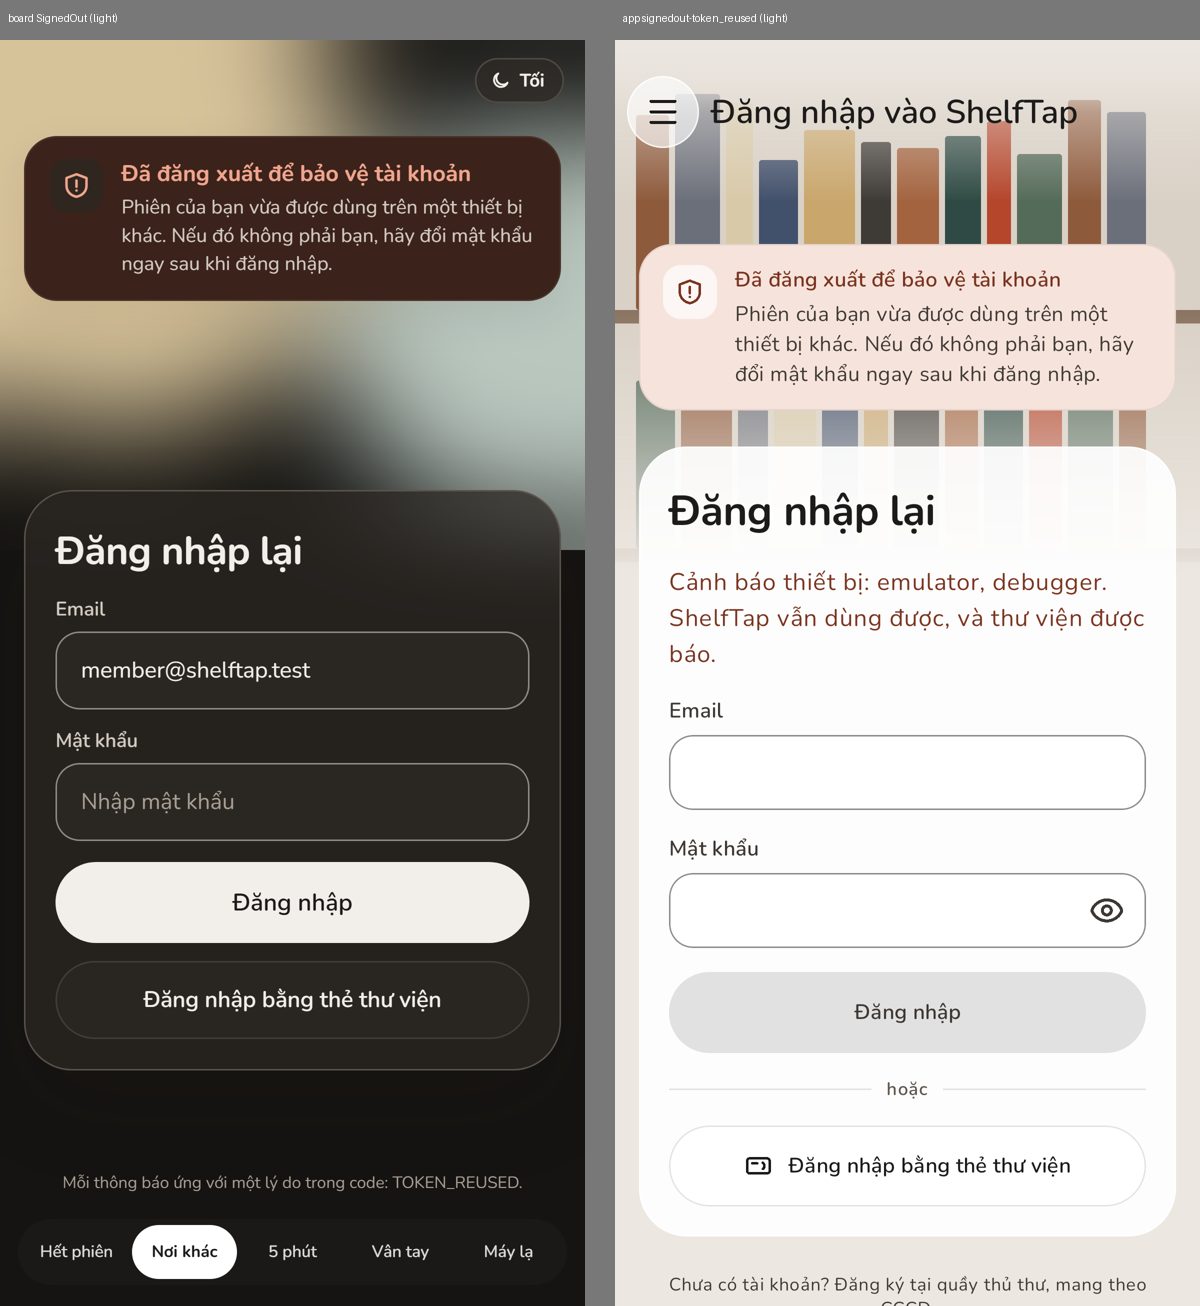 board SignedOut (light)
Tối
Đã đăng xuất để bảo vệ tài khoản
Phiên của bạn vừa được dùng trên một thiết bị
khác. Nếu đó không phải bạn, hãy đổi mật khẩu
ngay sau khi đăng nhập.
Đăng nhập lại
Email
member@shelftap.test
Mật khẩu
Nhập mật khẩu
Đăng nhập
Đăng nhập bằng thẻ thư viện
Mỗi thông báo ứng với một lý do trong code: TOKEN_REUSED.
Hết phiên
Nơi khác
5 phút
Vân tay
Máy lạ
app signedout-token_reused (light)
Đăng nhập vào ShelfTap
Đã đăng xuất để bảo vệ tài khoản
Phiên của bạn vừa được dùng trên một
thiết bị khác. Nếu đó không phải bạn, hãy
đổi mật khẩu ngay sau khi đăng nhập.
Đăng nhập lại
Cảnh báo thiết bị: emulator, debugger.
ShelfTap vẫn dùng được, và thư viện được
báo.
Email
Mật khẩu
Đăng nhập
hoặc
Đăng nhập bằng thẻ thư viện
Chưa có tài khoản? Đăng ký tại quầy thủ thư, mang theo